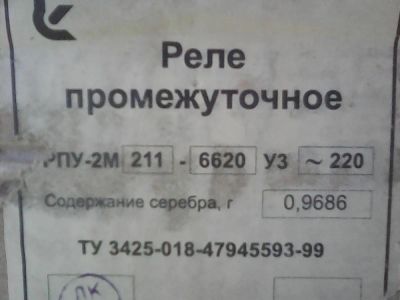 Реле
промежуточное
РПУ-2М 211 - 6620 У3 ~ 220
Содержание серебра, г 0,9686
ТУ 3425-018-47945593-99